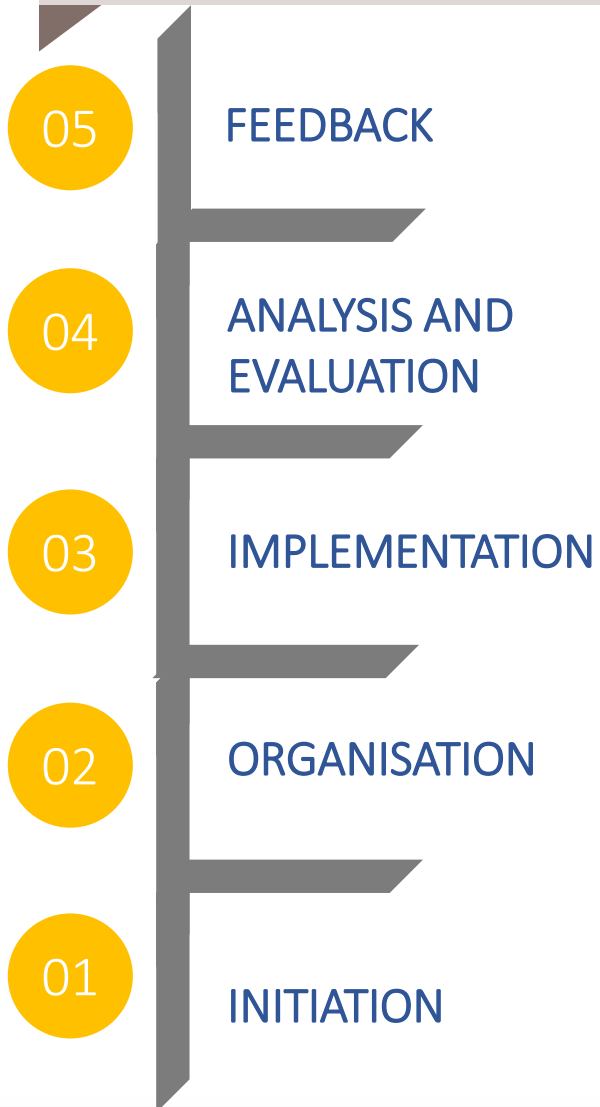 05
FEEDBACK
04
ANALYSIS AND
EVALUATION
03
IMPLEMENTATION
02
ORGANISATION
01
INITIATION